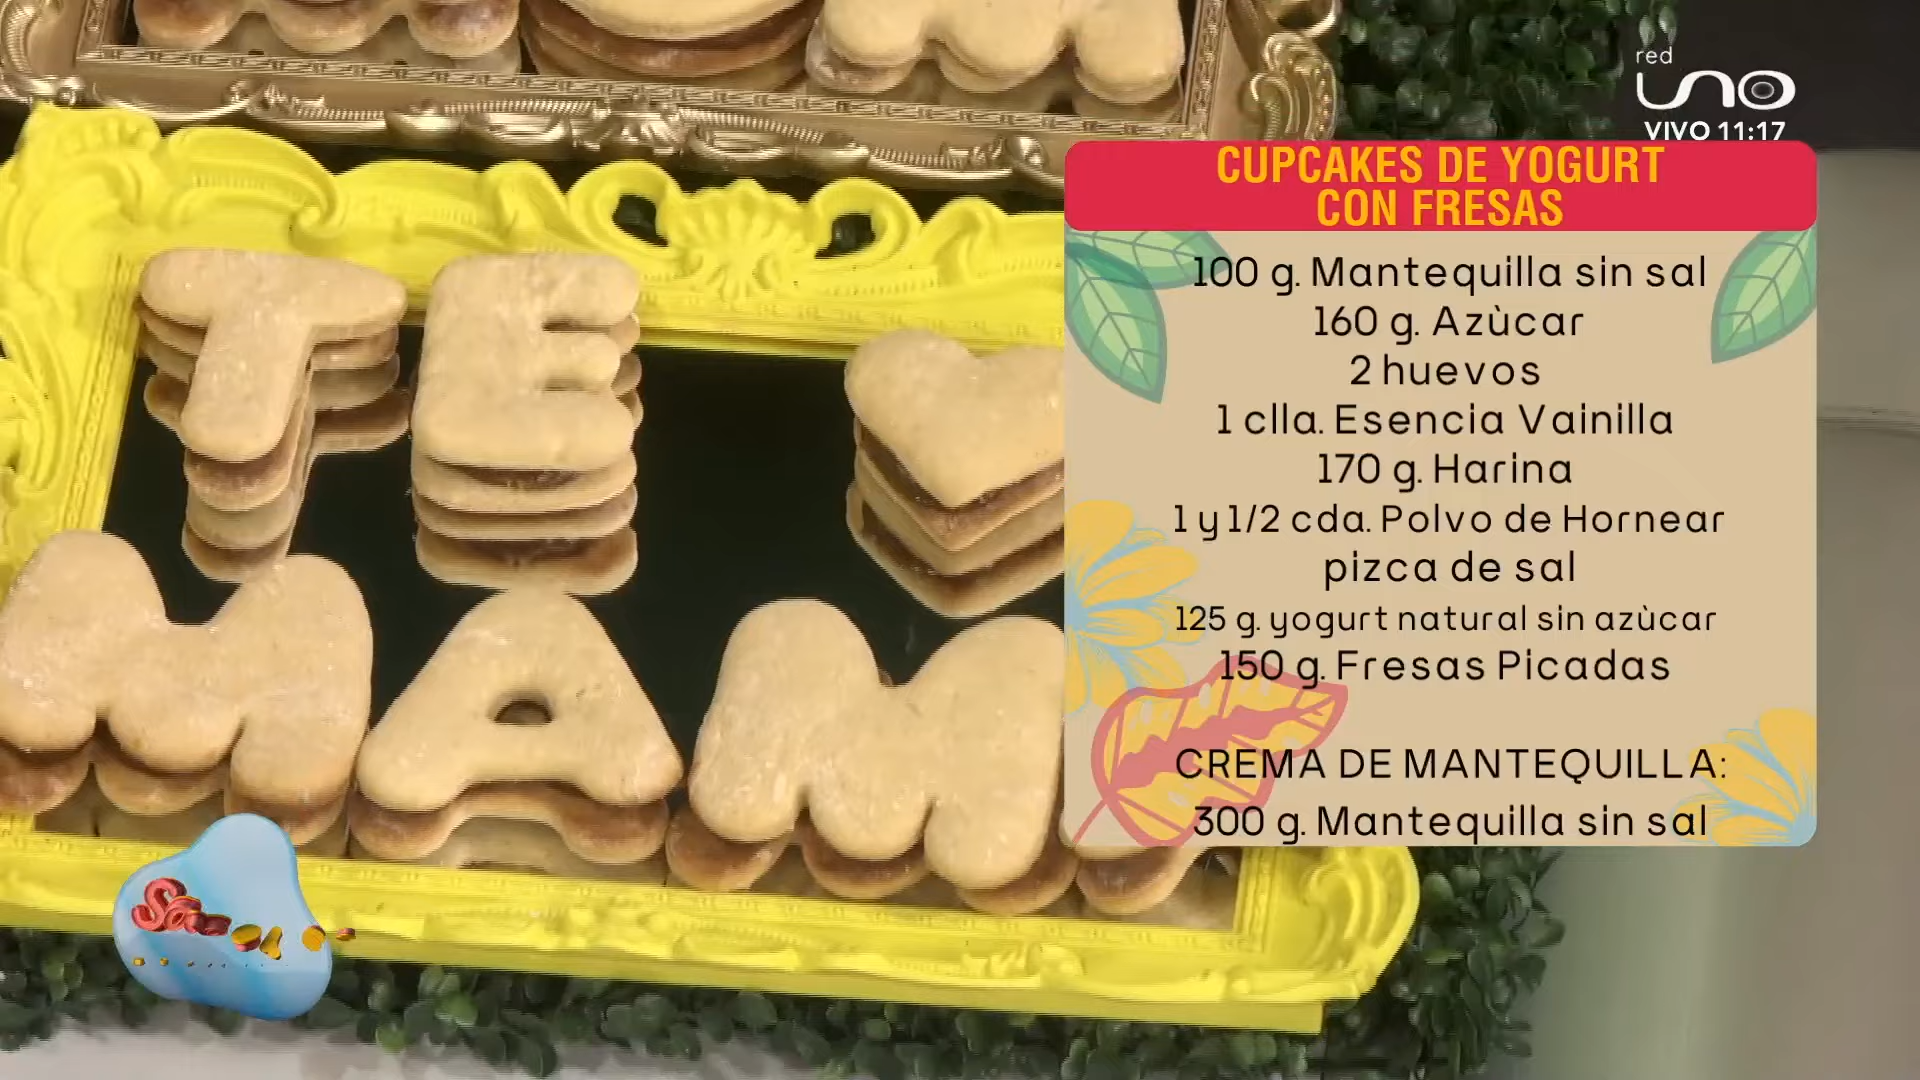 red
uno
VIVO 11:17
CUPCAKES DE YOGURT
CON FRESAS
100 g. Mantequilla sin sal
160 g. Azùcar
2 huevos
1 clla. Esencia Vainilla
170 g. Harina
1 y 1/2 cda. Polvo de Hornear
pizca de sal
125 g. yogurt natural sin azùcar
150 g. Fresas Picadas
CREMA DE MANTEQUILLA:
300 g. Mantequilla sin sal
TE
MAM